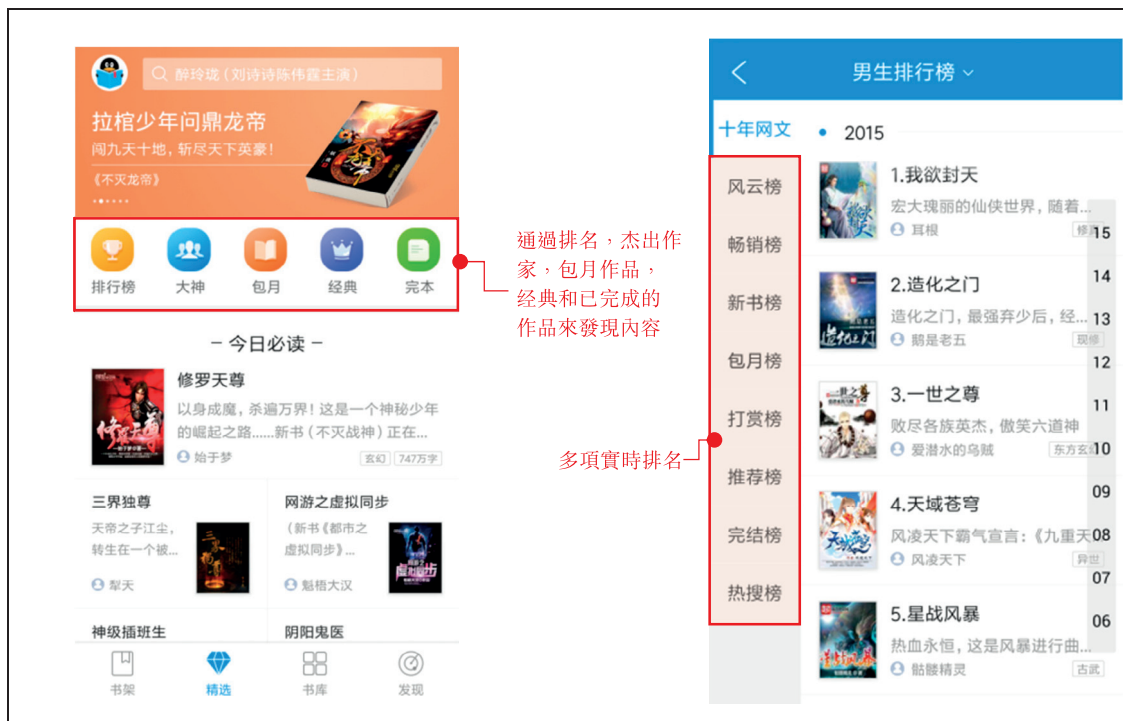 醉玲珑（刘诗诗陈伟霆主演）
拉棺少年问鼎龙帝
闯九天十地，斩尽天下英豪！
《不灭龙帝》
排行榜 大神 包月 经典 完本
通過排名，杰出作
家，包月作品，
经典和已完成的
作品來發現內容
– 今日必读 –
修罗天尊
以身成魔，杀遍万界！这是一个神秘少年
的崛起之路......新书（不灭战神）正在...
始于梦 玄幻 747万字
三界独尊
天帝之子江尘，
转生在一个被...
犁天
网游之虚拟同步
（新书《都市之
虚拟同步》...
魁梧大汉
神级插班生 阴阳鬼医
书架 精选 书库 发现
男生排行榜
十年网文
风云榜
畅销榜
新书榜
包月榜
打赏榜
推荐榜
完结榜
热搜榜
多項實時排名
2015
1.我欲封天
宏大瑰丽的仙侠世界，随着...
耳根
2.造化之门
造化之门，最强弃少后，经...
鹅是老五 现修
3.一世之尊
败尽各族英杰，傲笑六道神
爱潜水的乌贼 东方玄
4.天域苍穹
风凌天下霸气宣言：《九重天
风凌天下 异世
5.星战风暴
热血永恒，这是风暴进行曲...
骷髅精灵 古武
15
14
13
12
11
10
09
08
07
06